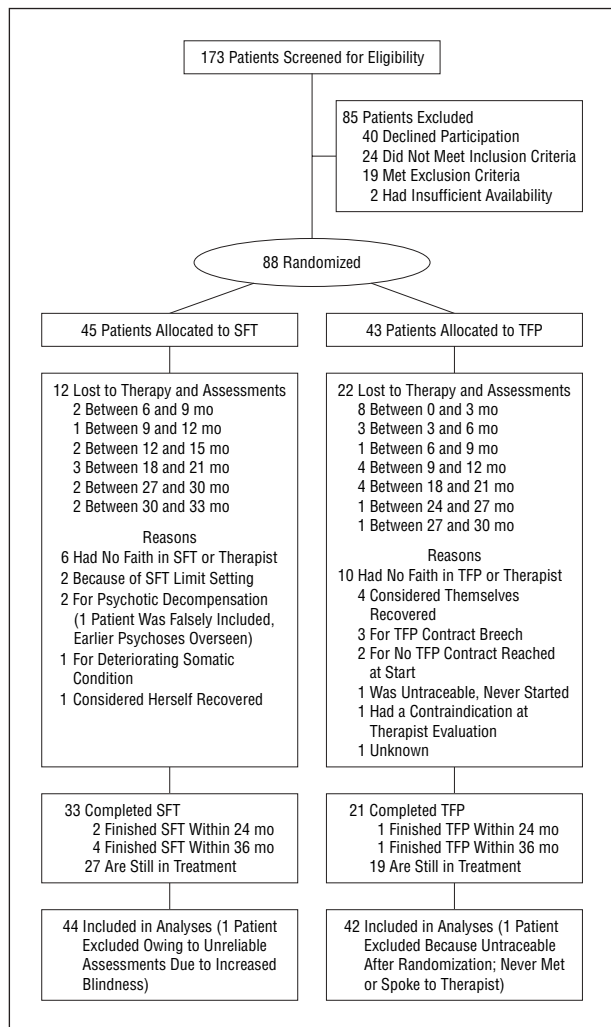 173 Patients Screened for Eligibility
85 Patients Excluded
40 Declined Participation
24 Did Not Meet Inclusion Criteria
19 Met Exclusion Criteria
2 Had Insufficient Availability
88 Randomized
45 Patients Allocated to SFT
12 Lost to Therapy and Assessments
2 Between 6 and 9 mo
1 Between 9 and 12 mo
2 Between 12 and 15 mo
3 Between 18 and 21 mo
2 Between 27 and 30 mo
2 Between 30 and 33 mo
Reasons
6 Had No Faith in SFT or Therapist
2 Because of SFT Limit Setting
2 For Psychotic Decompensation
(1 Patient Was Falsely Included,
Earlier Psychoses Overseen)
1 For Deteriorating Somatic
Condition
1 Considered Herself Recovered
33 Completed SFT
2 Finished SFT Within 24 mo
4 Finished SFT Within 36 mo
27 Are Still in Treatment
44 Included in Analyses (1 Patient
Excluded Owing to Unreliable
Assessments Due to Increased
Blindness)
43 Patients Allocated to TFP
22 Lost to Therapy and Assessments
8 Between 0 and 3 mo
3 Between 3 and 6 mo
1 Between 6 and 9 mo
4 Between 9 and 12 mo
4 Between 18 and 21 mo
1 Between 24 and 27 mo
1 Between 27 and 30 mo
Reasons
10 Had No Faith in TFP or Therapist
4 Considered Themselves
Recovered
3 For TFP Contract Breech
2 For No TFP Contract Reached
at Start
1 Was Untraceable, Never Started
1 Had a Contraindication at
Therapist Evaluation
1 Unknown
21 Completed TFP
1 Finished TFP Within 24 mo
1 Finished TFP Within 36 mo
19 Are Still in Treatment
42 Included in Analyses (1 Patient
Excluded Because Untraceable
After Randomization; Never Met
or Spoke to Therapist)